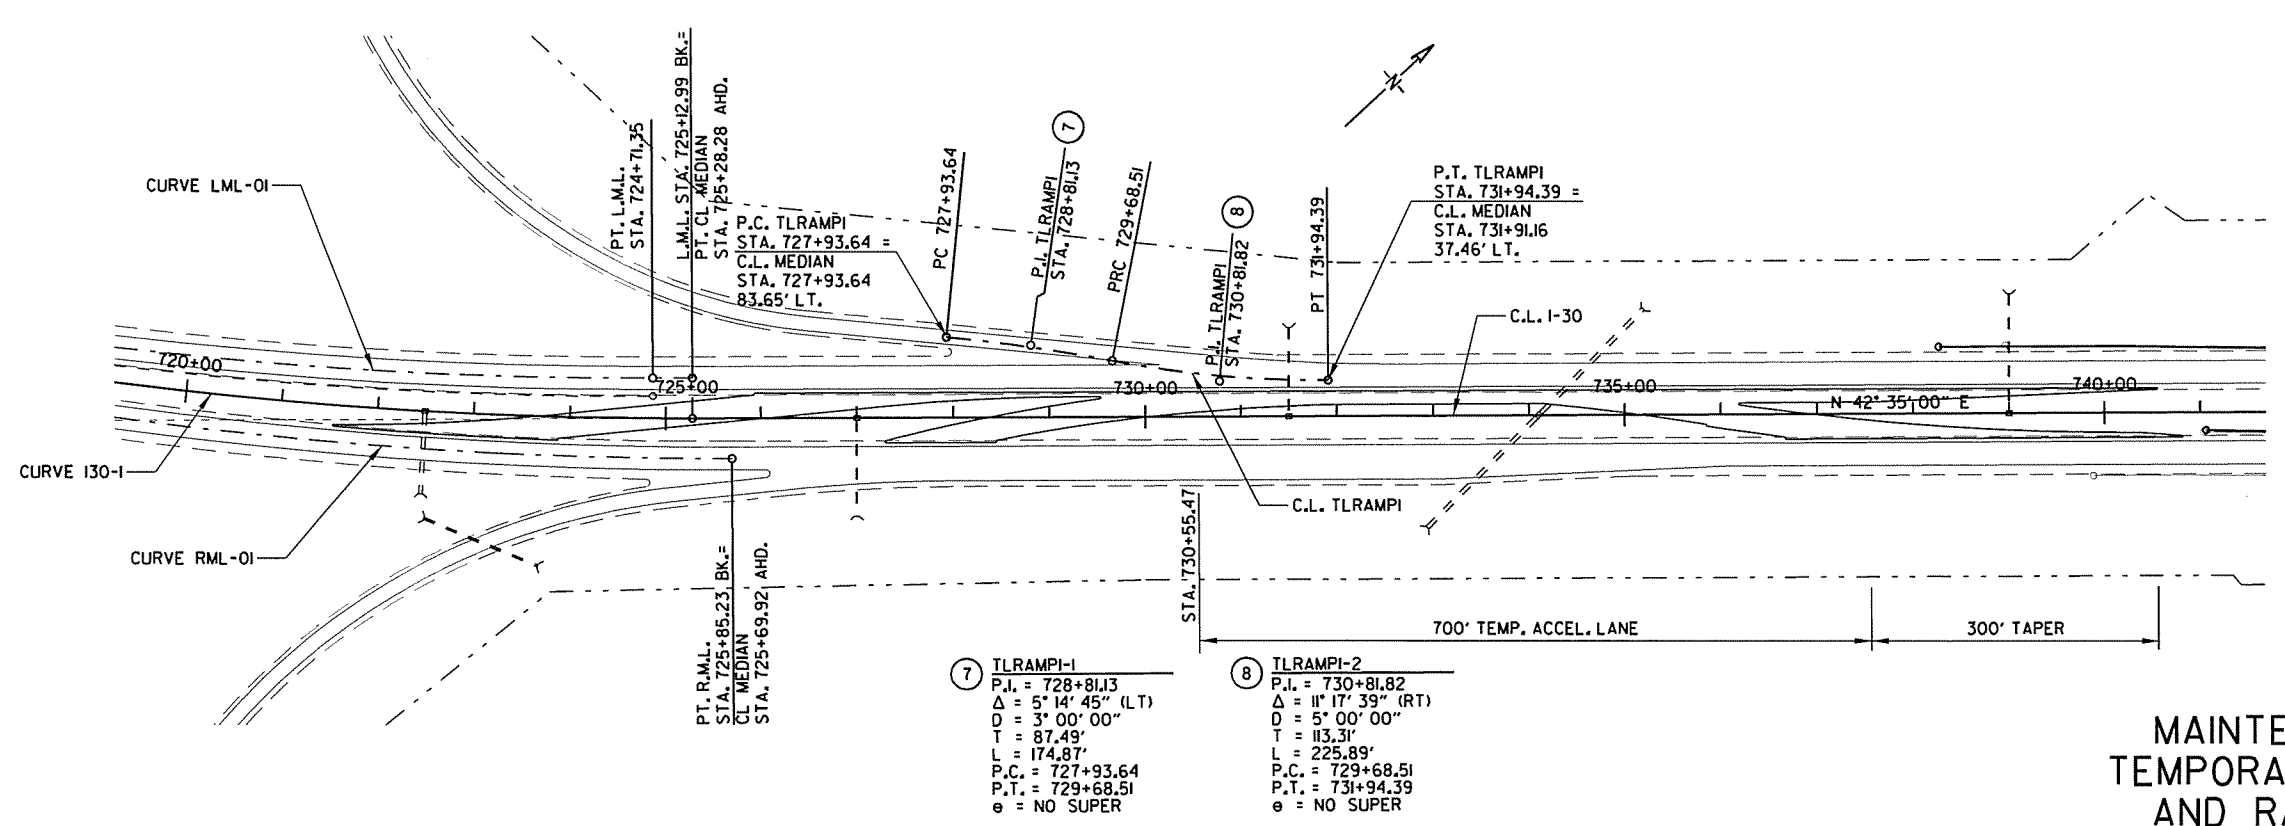 CURVE LML-01
CURVE I30-1
CURVE RML-01
720+00
725+00
730+00
735+00
740+00
PT. L.M.L.
STA. 724+71.35
L.M.L. STA. 725+12.99 BK.=
PT. CL MEDIAN
STA. 725+28.28 AHD.
P.C. TLRAMP1
STA. 727+93.64 =
C.L. MEDIAN
STA. 727+93.64
83.65' LT.
PC 727+93.64
7
P.I. TLRAMP1
STA. 728+81.13
PRC 729+68.51
8
P.I. TLRAMP1
STA. 730+81.82
PT 731+94.39
N
P.T. TLRAMP1
STA. 731+94.39 =
C.L. MEDIAN
STA. 731+91.16
37.46' LT.
C.L. I-30
N 42° 35' 00" E
C.L. TLRAMP1
PT. R.M.L.
STA. 725+85.23 BK.=
CL MEDIAN
STA. 725+69.92 AHD.
STA. 730+55.47
700' TEMP. ACCEL. LANE
300' TAPER
7 TLRAMP1-1
P.I. = 728+81.13
Δ = 5° 14' 45" (LT)
D = 3° 00' 00"
T = 87.49'
L = 174.87'
P.C. = 727+93.64
P.T. = 729+68.51
e = NO SUPER
8 TLRAMP1-2
P.I. = 730+81.82
Δ = 11° 17' 39" (RT)
D = 5° 00' 00"
T = 113.31'
L = 225.89'
P.C. = 729+68.51
P.T. = 731+94.39
e = NO SUPER
MAINTE
TEMPORA
AND RA